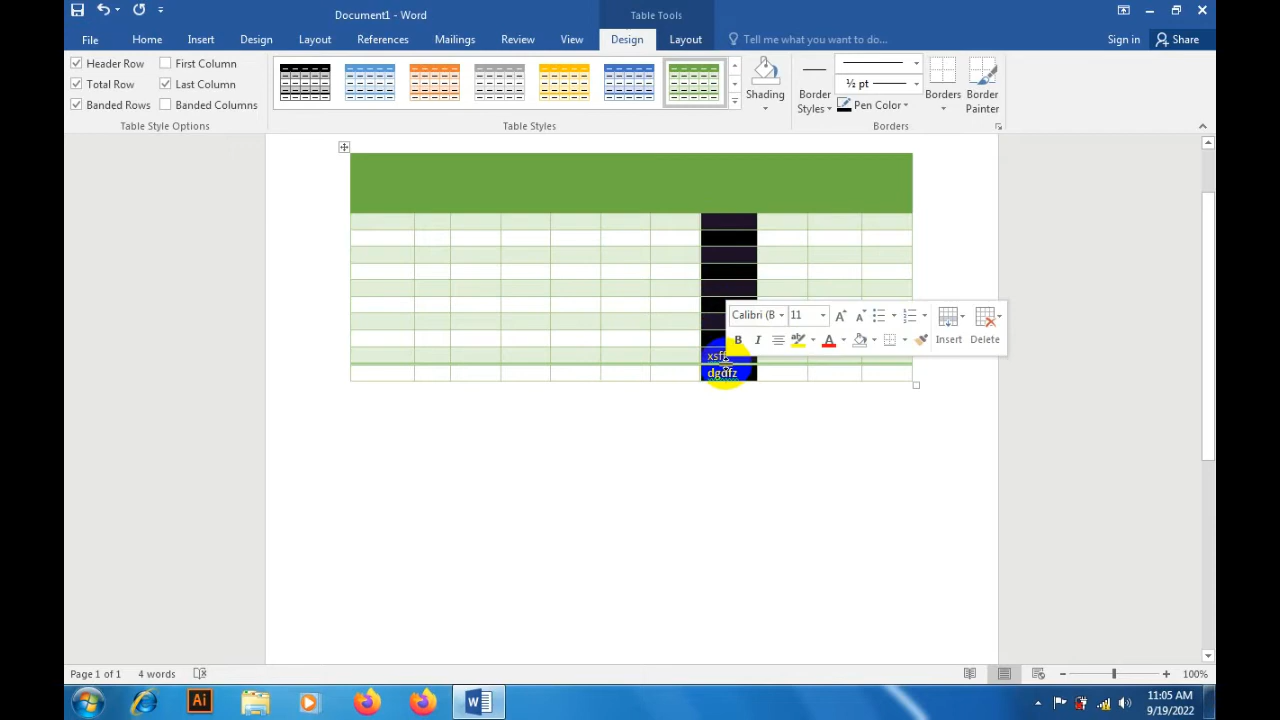 Document1 - Word
Table Tools
File Home Insert Design Layout References Mailings Review View Design Layout Tell me what you want to do... Sign in Share
Header Row First Column
Total Row Last Column
Banded Rows Banded Columns
Table Style Options
Table Styles
Shading
Border Styles
½ pt
Pen Color
Borders
Border Painter
Borders
Calibri (B 11
Insert Delete
dgdfz
Page 1 of 1 4 words 100%
Ai
W
11:05 AM
9/19/2022